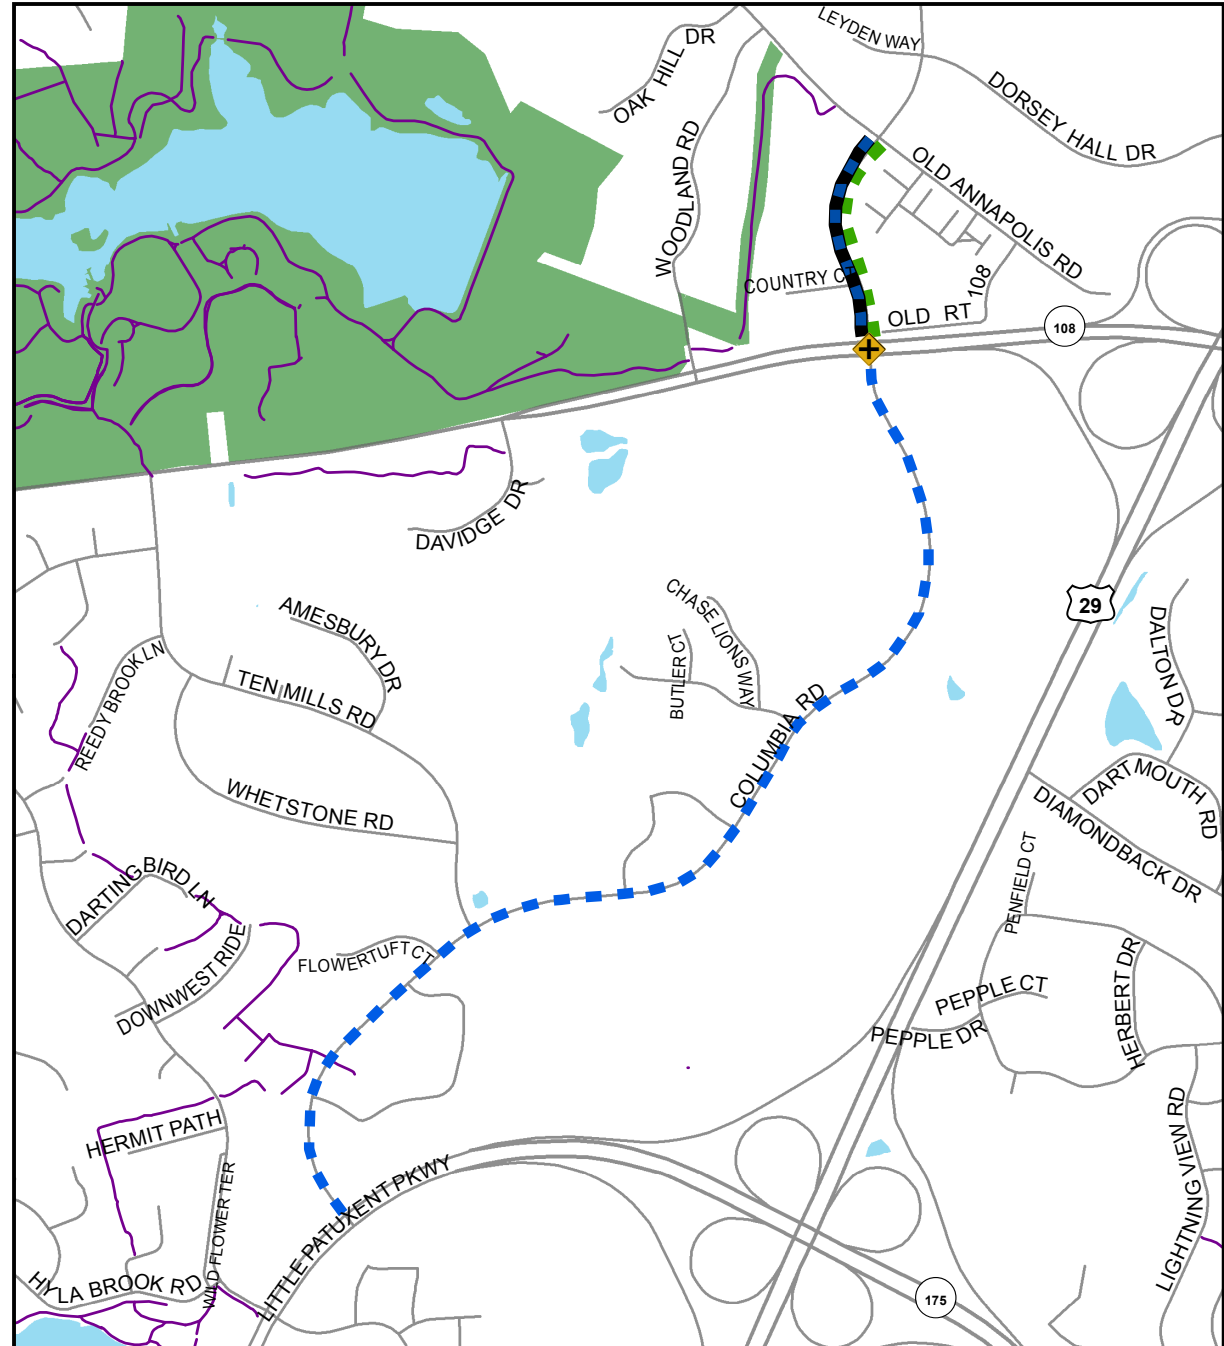 LEYDEN WAY
OAK HILL DR
DORSEY HALL DR
WOODLAND RD
OLD ANNAPOLIS RD
COUNTRY CT
OLD RT 108
108
DAVIDGE DR
29
AMESBURY DR
CHASE LIONS WAY
BUTLER CT
DALTON DR
REEDY BROOK LN
TEN MILLS RD
COLUMBIA RD
WHETSTONE RD
DARTMOUTH RD
DIAMONDBACK DR
DARTING BIRD LN
PENFIELD CT
DOWNWEST RIDE
FLOWERTUFT CT
PEPPLE CT
PEPPLE DR
HERBERT DR
HERMIT PATH
LITTLE PATUXENT PKWY
WILD FLOWER TER
LIGHTNING VIEW RD
HYLA BROOK RD
175